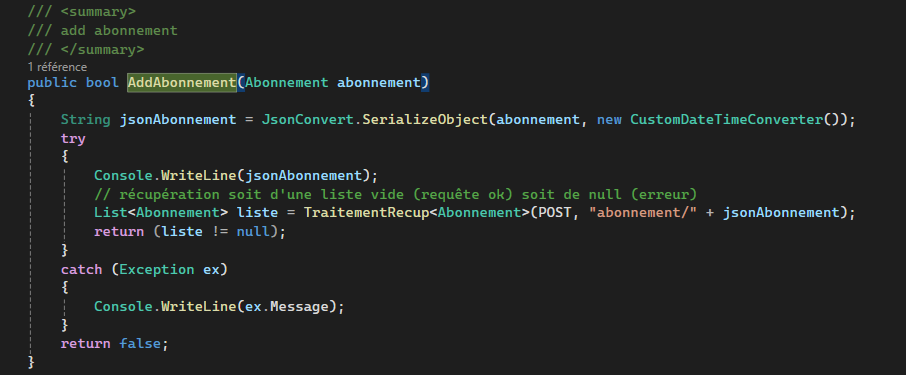 /// <summary>
/// add abonnement
/// </summary>
1 référence
public bool AddAbonnement(Abonnement abonnement)
{
String jsonAbonnement = JsonConvert.SerializeObject(abonnement, new CustomDateTimeConverter());
try
{
Console.WriteLine(jsonAbonnement);
// récupération soit d'une liste vide (requête ok) soit de null (erreur)
List<Abonnement> liste = TraitementRecup<Abonnement>(POST, "abonnement/" + jsonAbonnement);
return (liste != null);
}
catch (Exception ex)
{
Console.WriteLine(ex.Message);
}
return false;
}